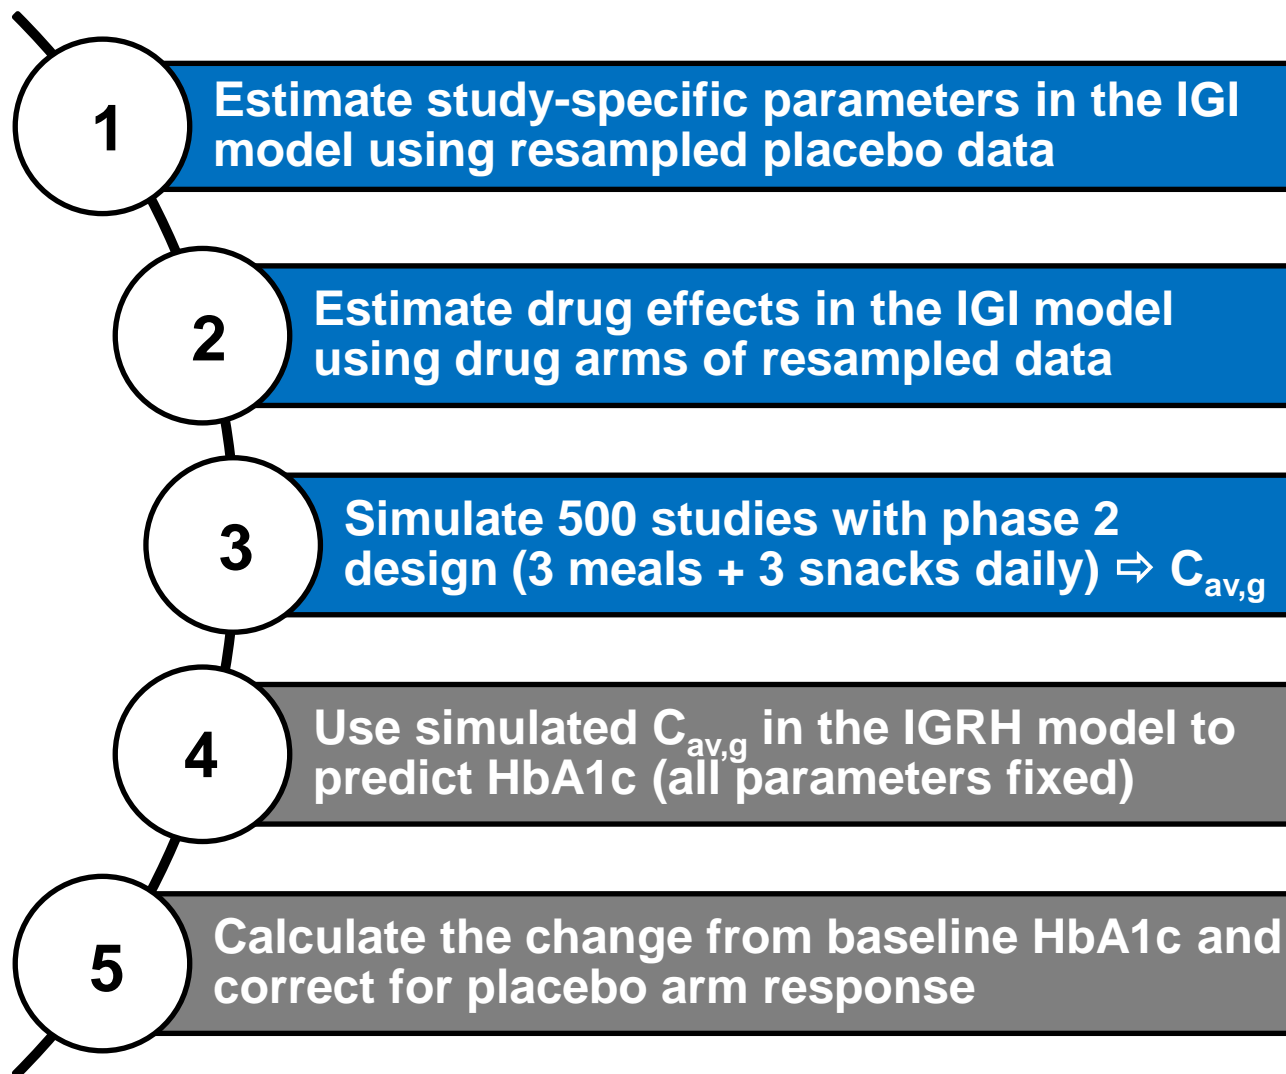 1
Estimate study-specific parameters in the IGI
model using resampled placebo data
2
Estimate drug effects in the IGI model
using drug arms of resampled data
3
Simulate 500 studies with phase 2
design (3 meals + 3 snacks daily) ⇨ Cav,g
4
Use simulated Cav,g in the IGRH model to
predict HbA1c (all parameters fixed)
5
Calculate the change from baseline HbA1c and
correct for placebo arm response